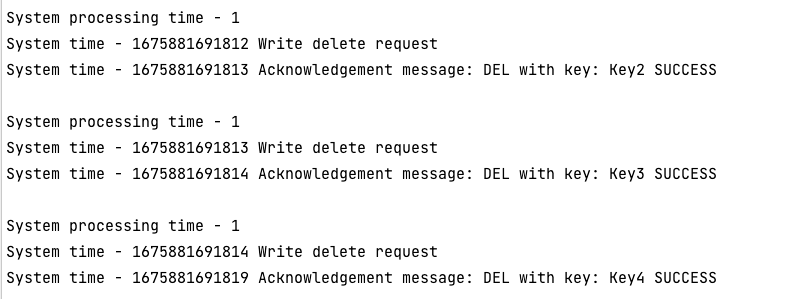 System processing time - 1
System time - 1675881691812 Write delete request
System time - 1675881691813 Acknowledgement message: DEL with key: Key2 SUCCESS
System processing time - 1
System time - 1675881691813 Write delete request
System time - 1675881691814 Acknowledgement message: DEL with key: Key3 SUCCESS
System processing time - 1
System time - 1675881691814 Write delete request
System time - 1675881691819 Acknowledgement message: DEL with key: Key4 SUCCESS